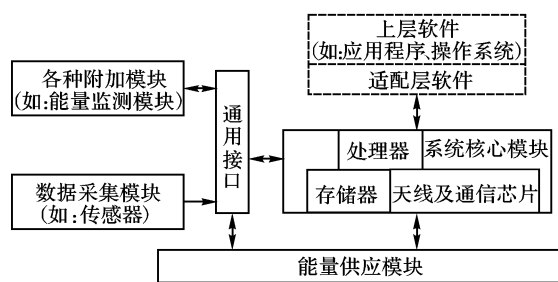 上层软件
(如:应用程序、操作系统)
适配层软件
各种附加模块
(如:能量监测模块)
通用接口
处理器
系统核心模块
存储器
天线及通信芯片
数据采集模块
(如:传感器)
能量供应模块